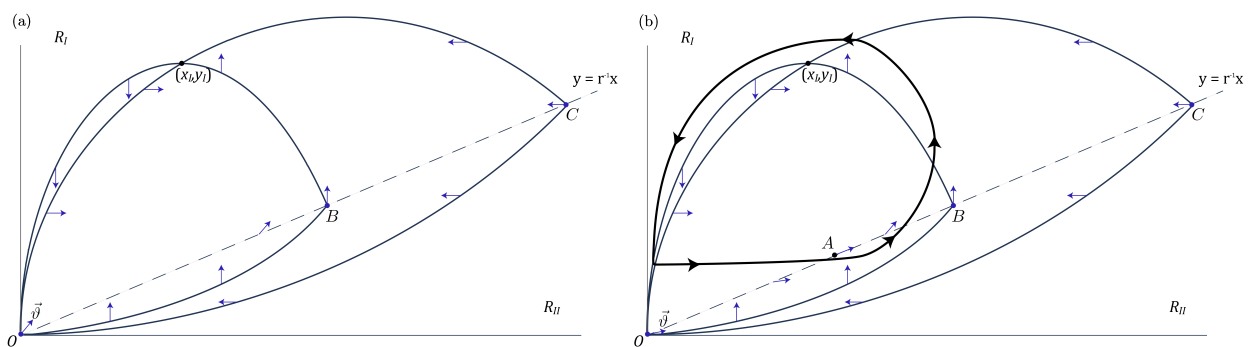 (a)
R_I
(x_I,y_I)
y = r⁻¹x
C
B
R_II
ϑ⃗
O
(b)
R_I
(x_I,y_I)
y = r⁻¹x
C
B
A
R_II
ϑ⃗
O